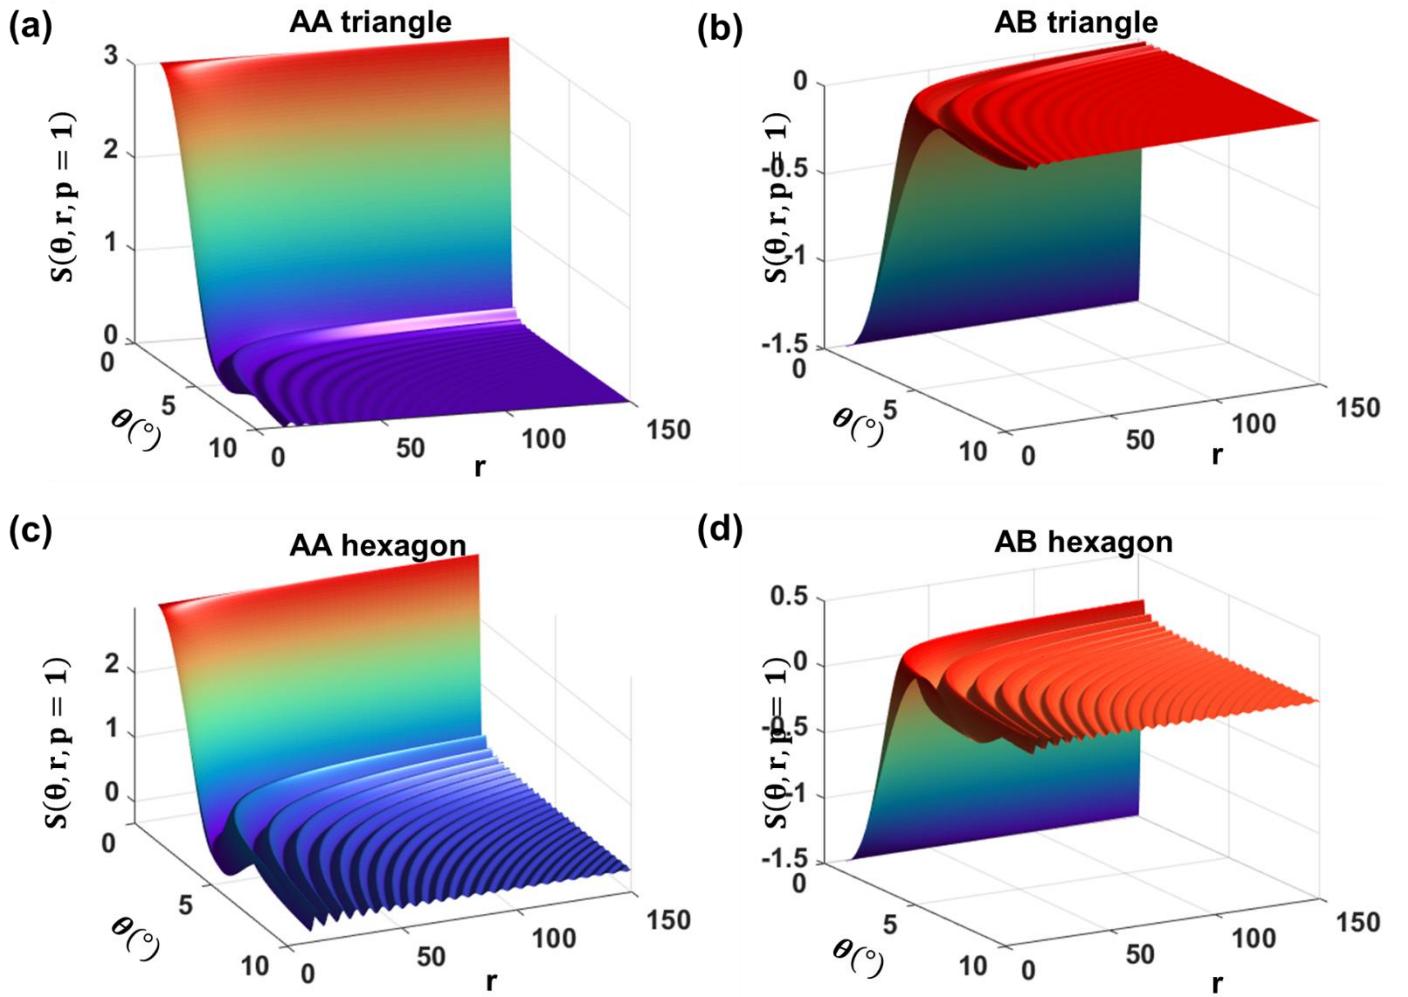 (a)
AA triangle
S(θ, r, p = 1)
3
2
1
0
0
5
10
θ(°)
0
50
100
150
r
(b)
AB triangle
S(θ, r, p = 1)
0
-0.5
-1
-1.5
0
5
10
θ(°)
0
50
100
150
r
(c)
AA hexagon
S(θ, r, p = 1)
2
1
0
0
5
10
θ(°)
0
50
100
150
r
(d)
AB hexagon
S(θ, r, p = 1)
0.5
0
-0.5
-1
-1.5
0
5
10
θ(°)
0
50
100
150
r